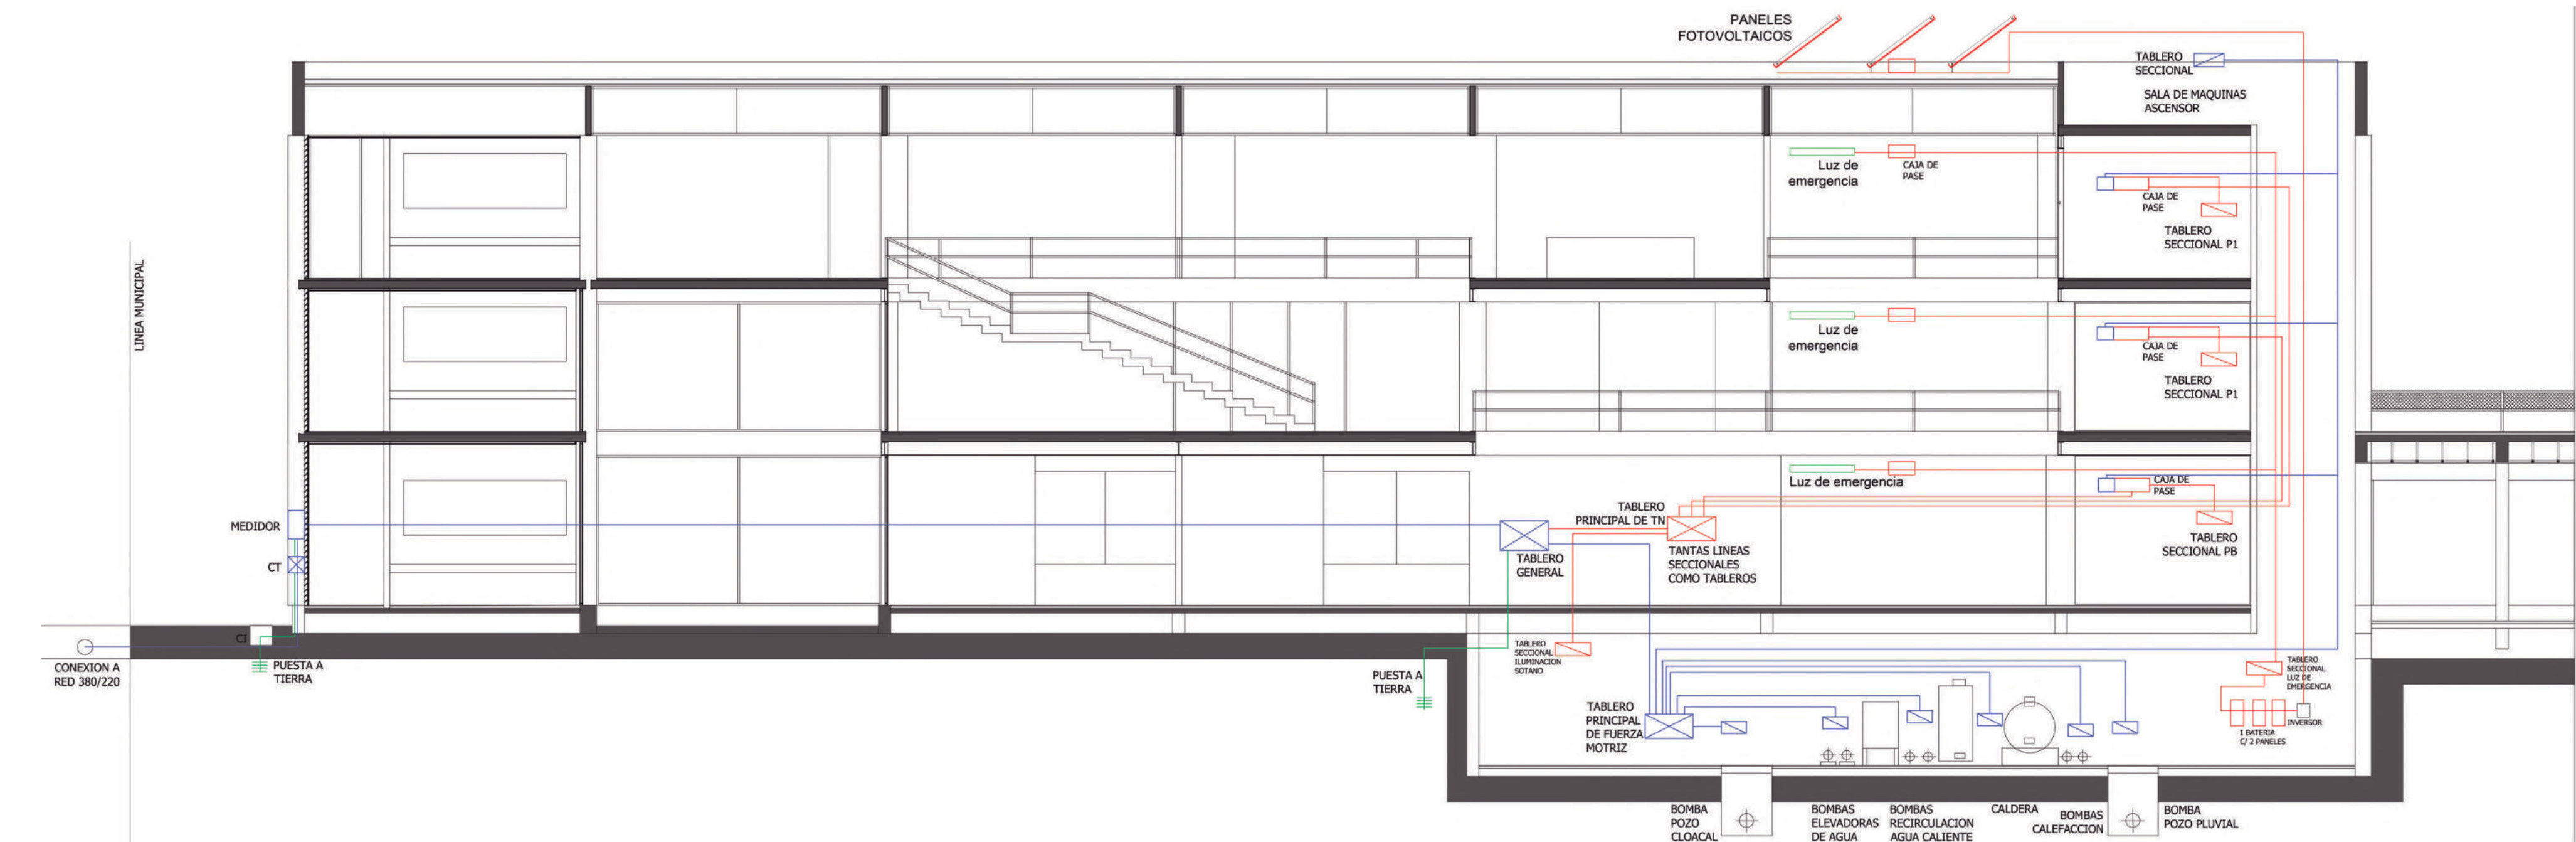 PANELES
FOTOVOLTAICOS
TABLERO
SECCIONAL
SALA DE MAQUINAS
ASCENSOR
Luz de
emergencia
CAJA DE
PASE
CAJA DE
PASE
TABLERO
SECCIONAL P1
LINEA MUNICIPAL
Luz de
emergencia
CAJA DE
PASE
TABLERO
SECCIONAL P1
Luz de emergencia
CAJA DE
PASE
MEDIDOR
CT
TABLERO
PRINCIPAL DE TN
TABLERO
GENERAL
TANTAS LINEAS
SECCIONALES
COMO TABLEROS
TABLERO
SECCIONAL PB
CI
CONEXION A
RED 380/220
PUESTA A
TIERRA
PUESTA A
TIERRA
TABLERO
SECCIONAL
ILUMINACION
SOTANO
TABLERO
SECCIONAL
LUZ DE
EMERGENCIA
TABLERO
PRINCIPAL
DE FUERZA
MOTRIZ
INVERSOR
1 BATERIA
C/ 2 PANELES
BOMBA
POZO
CLOACAL
BOMBAS
ELEVADORAS
DE AGUA
BOMBAS
RECIRCULACION
AGUA CALIENTE
CALDERA
BOMBAS
CALEFACCION
BOMBA
POZO PLUVIAL